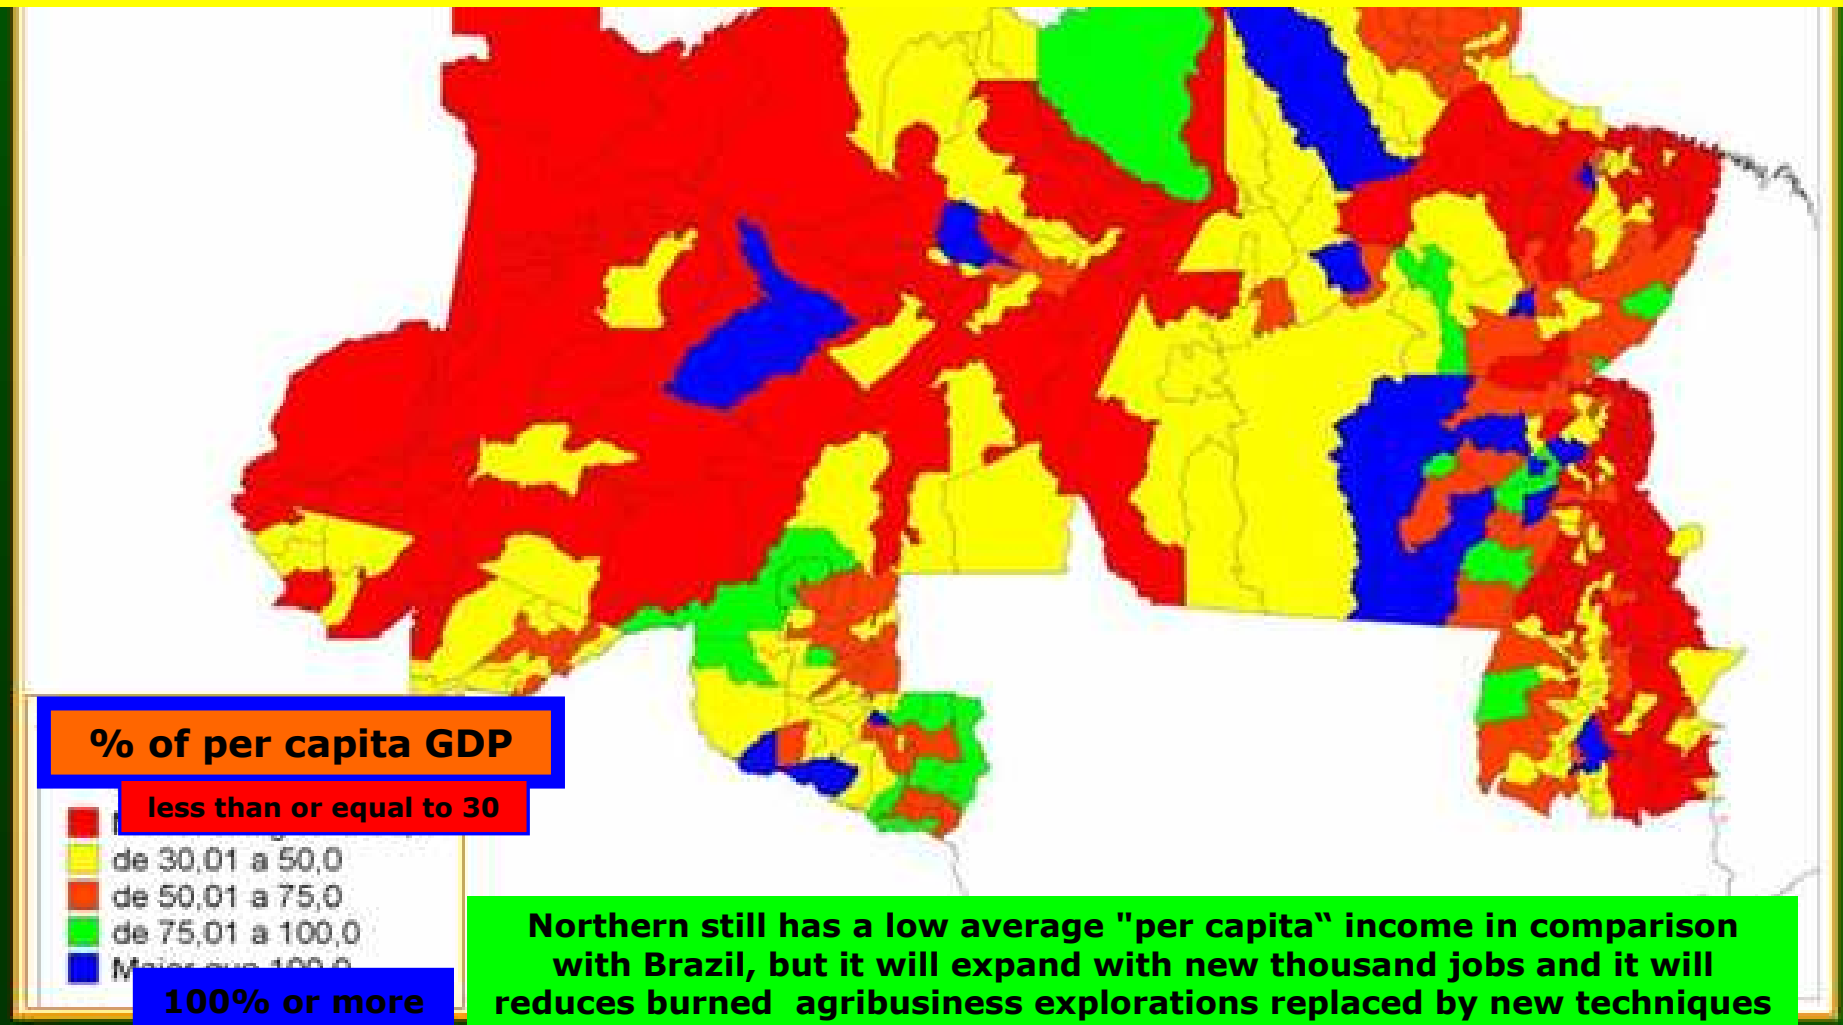 % of per capita GDP
less than or equal to 30
de 30,01 a 50,0
de 50,01 a 75,0
de 75,01 a 100,0
100% or more
Northern still has a low average "per capita“ income in comparison
with Brazil, but it will expand with new thousand jobs and it will
reduces burned agribusiness explorations replaced by new techniques